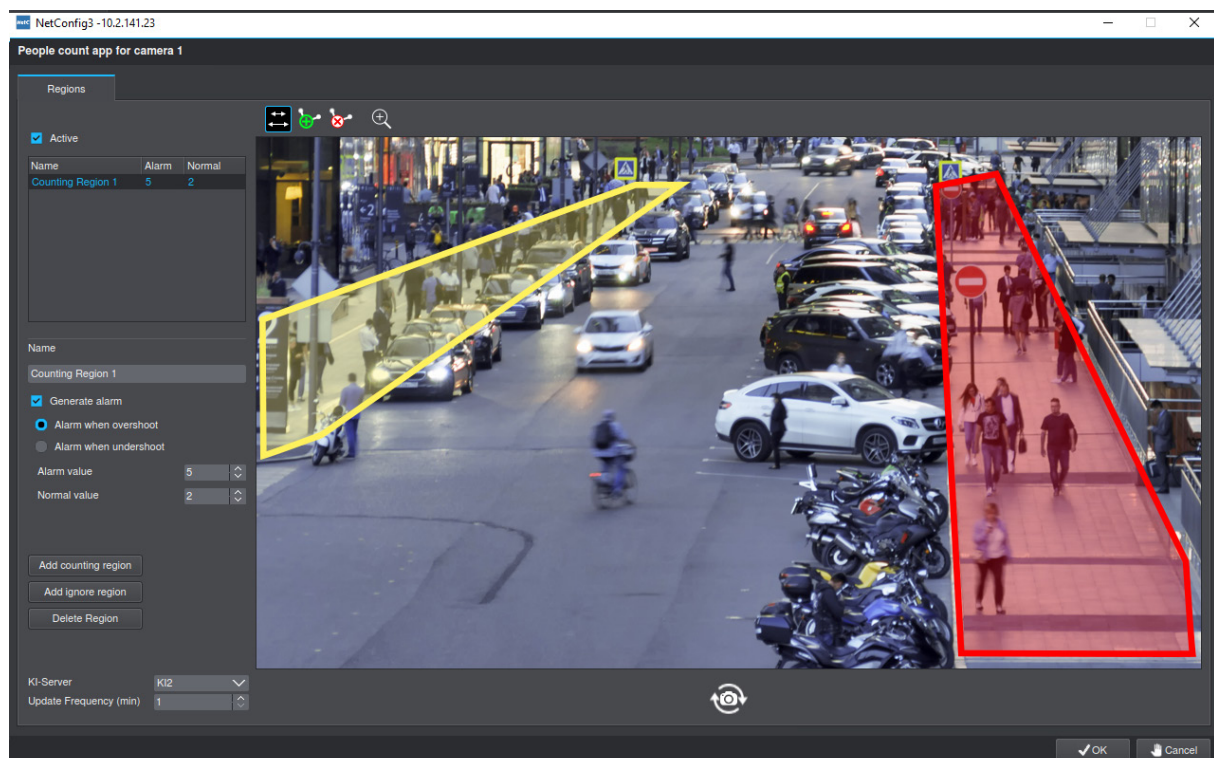 NetConfig3 -10.2.141.23
People count app for camera 1
Regions
Active
Name Alarm Normal
Counting Region 1 5 2
Name
Counting Region 1
Generate alarm
Alarm when overshoot
Alarm when undershoot
Alarm value 5
Normal value 2
Add counting region
Add ignore region
Delete Region
KI-Server KI2
Update Frequency (min) 1
OK Cancel